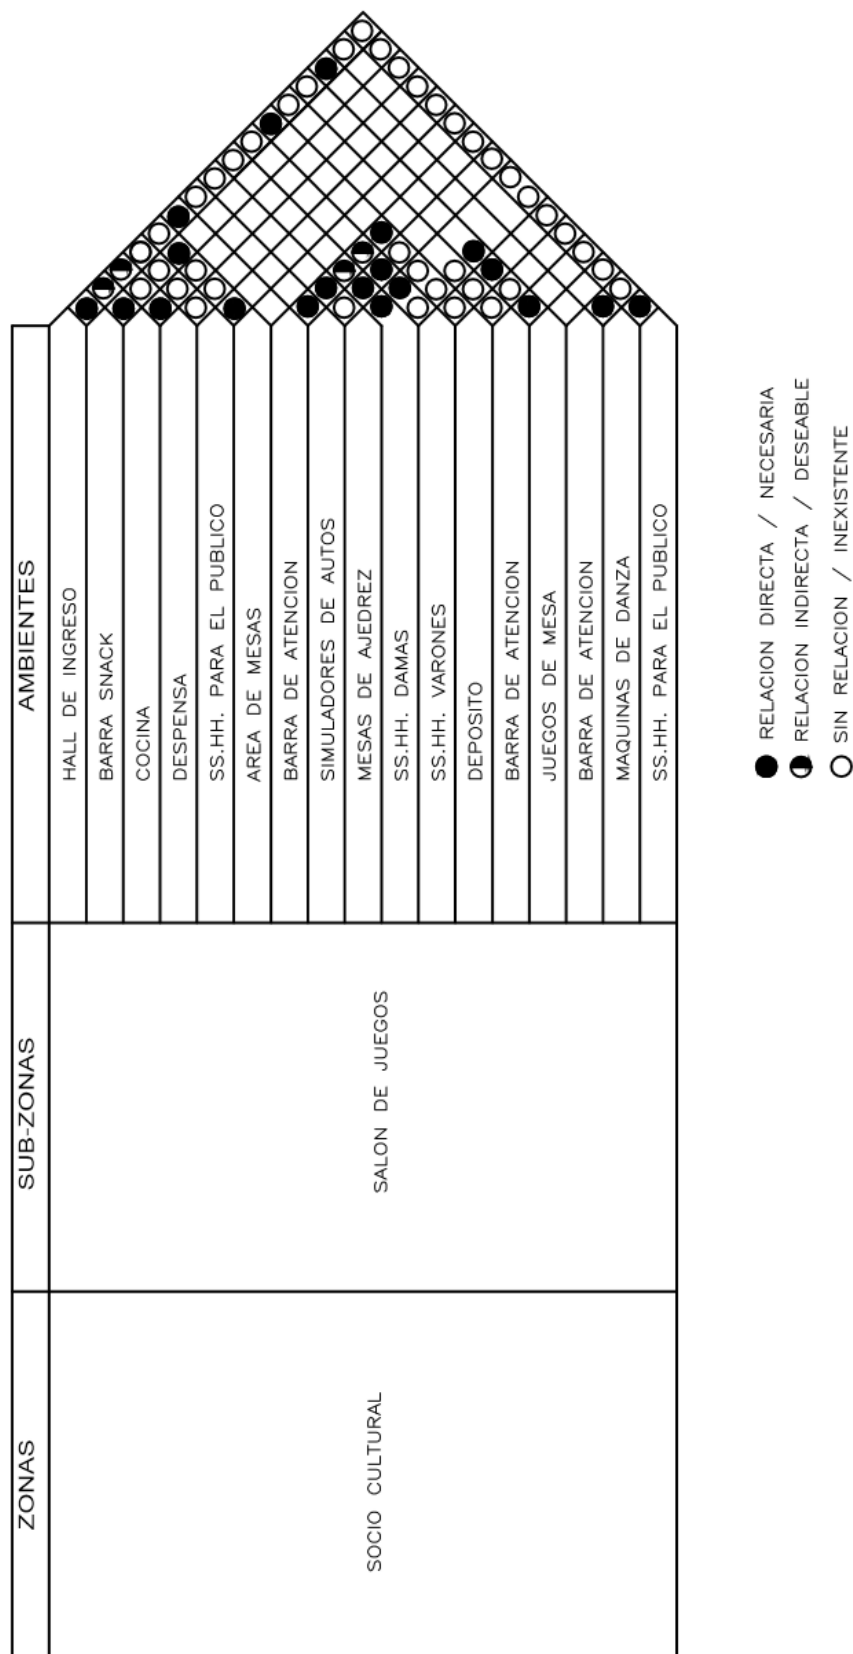 ZONAS
SUB-ZONAS
AMBIENTES
SOCIO CULTURAL
SALON DE JUEGOS
HALL DE INGRESO
BARRA SNACK
COCINA
DESPENSA
SS.HH. PARA EL PUBLICO
AREA DE MESAS
BARRA DE ATENCION
SIMULADORES DE AUTOS
MESAS DE AJEDREZ
SS.HH. DAMAS
SS.HH. VARONES
DEPOSITO
BARRA DE ATENCION
JUEGOS DE MESA
BARRA DE ATENCION
MAQUINAS DE DANZA
SS.HH. PARA EL PUBLICO
RELACION DIRECTA / NECESARIA
RELACION INDIRECTA / DESEABLE
SIN RELACION / INEXISTENTE